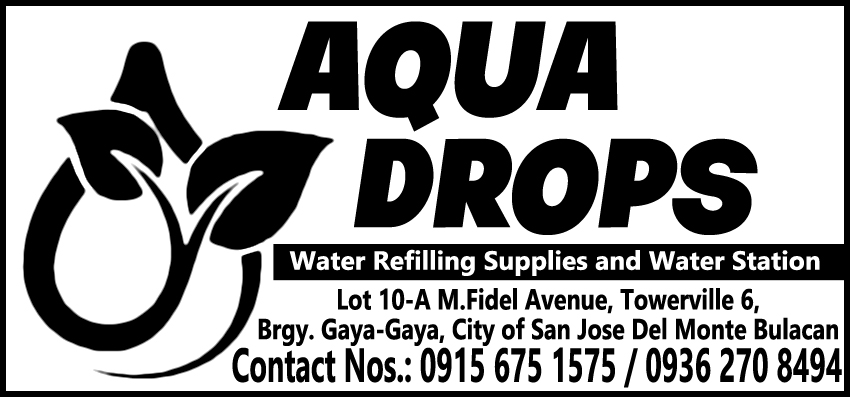 AQUA
DROPS
Water Refilling Supplies and Water Station
Lot 10-A M.Fidel Avenue, Towerville 6,
Brgy. Gaya-Gaya, City of San Jose Del Monte Bulacan
Contact Nos.: 0915 675 1575 / 0936 270 8494